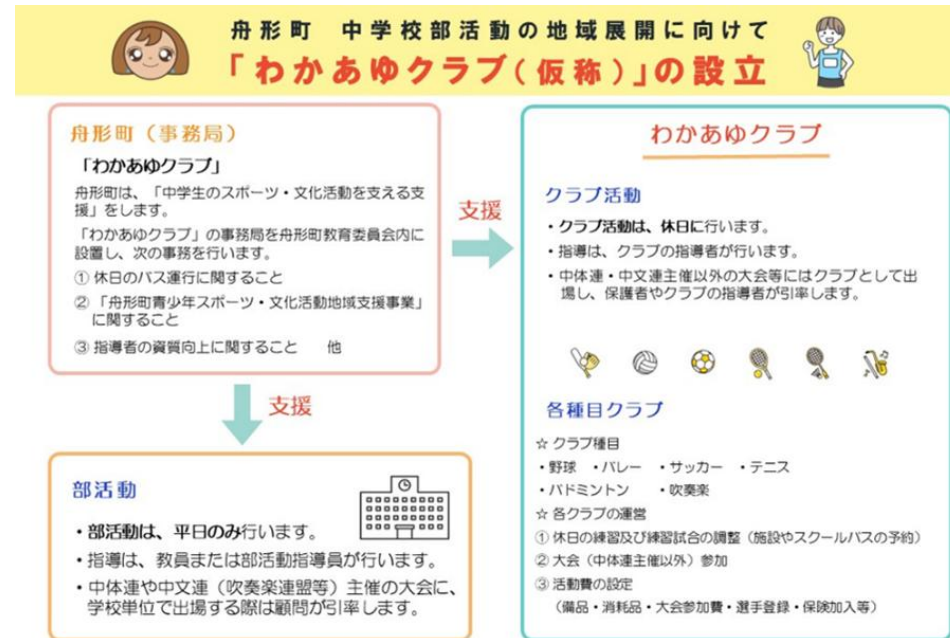 舟形町 中学校部活動の地域展開に向けて
「わかあゆクラブ(仮称)」の設立
舟形町（事務局）
「わかあゆクラブ」
舟形町は、「中学生のスポーツ・文化活動を支える支
援」をします。
「わかあゆクラブ」の事務局を舟形町教育委員会内に
設置し、次の事務を行います。
① 休日のバス運行に関すること
② 「舟形町青少年スポーツ・文化活動地域支援事業」
に関すること
③ 指導者の資質向上に関すること 他
支援
支援
部活動
・部活動は、平日のみ行います。
・指導は、教員または部活動指導員が行います。
・中体連や中文連（吹奏楽連盟等）主催の大会に、
学校単位で出場する際は顧問が引率します。
わかあゆクラブ
クラブ活動
・クラブ活動は、休日に行います。
・指導は、クラブの指導者が行います。
・中体連・中文連主催以外の大会等にはクラブとして出
場し、保護者やクラブの指導者が引率します。
各種目クラブ
☆ クラブ種目
・野球 ・バレー ・サッカー ・テニス
・バドミントン ・吹奏楽
☆ 各クラブの運営
① 休日の練習及び練習試合の調整（施設やスクールバスの予約）
② 大会（中体連主催以外）参加
③ 活動費の設定
（備品・消耗品・大会参加費・選手登録・保険加入等）